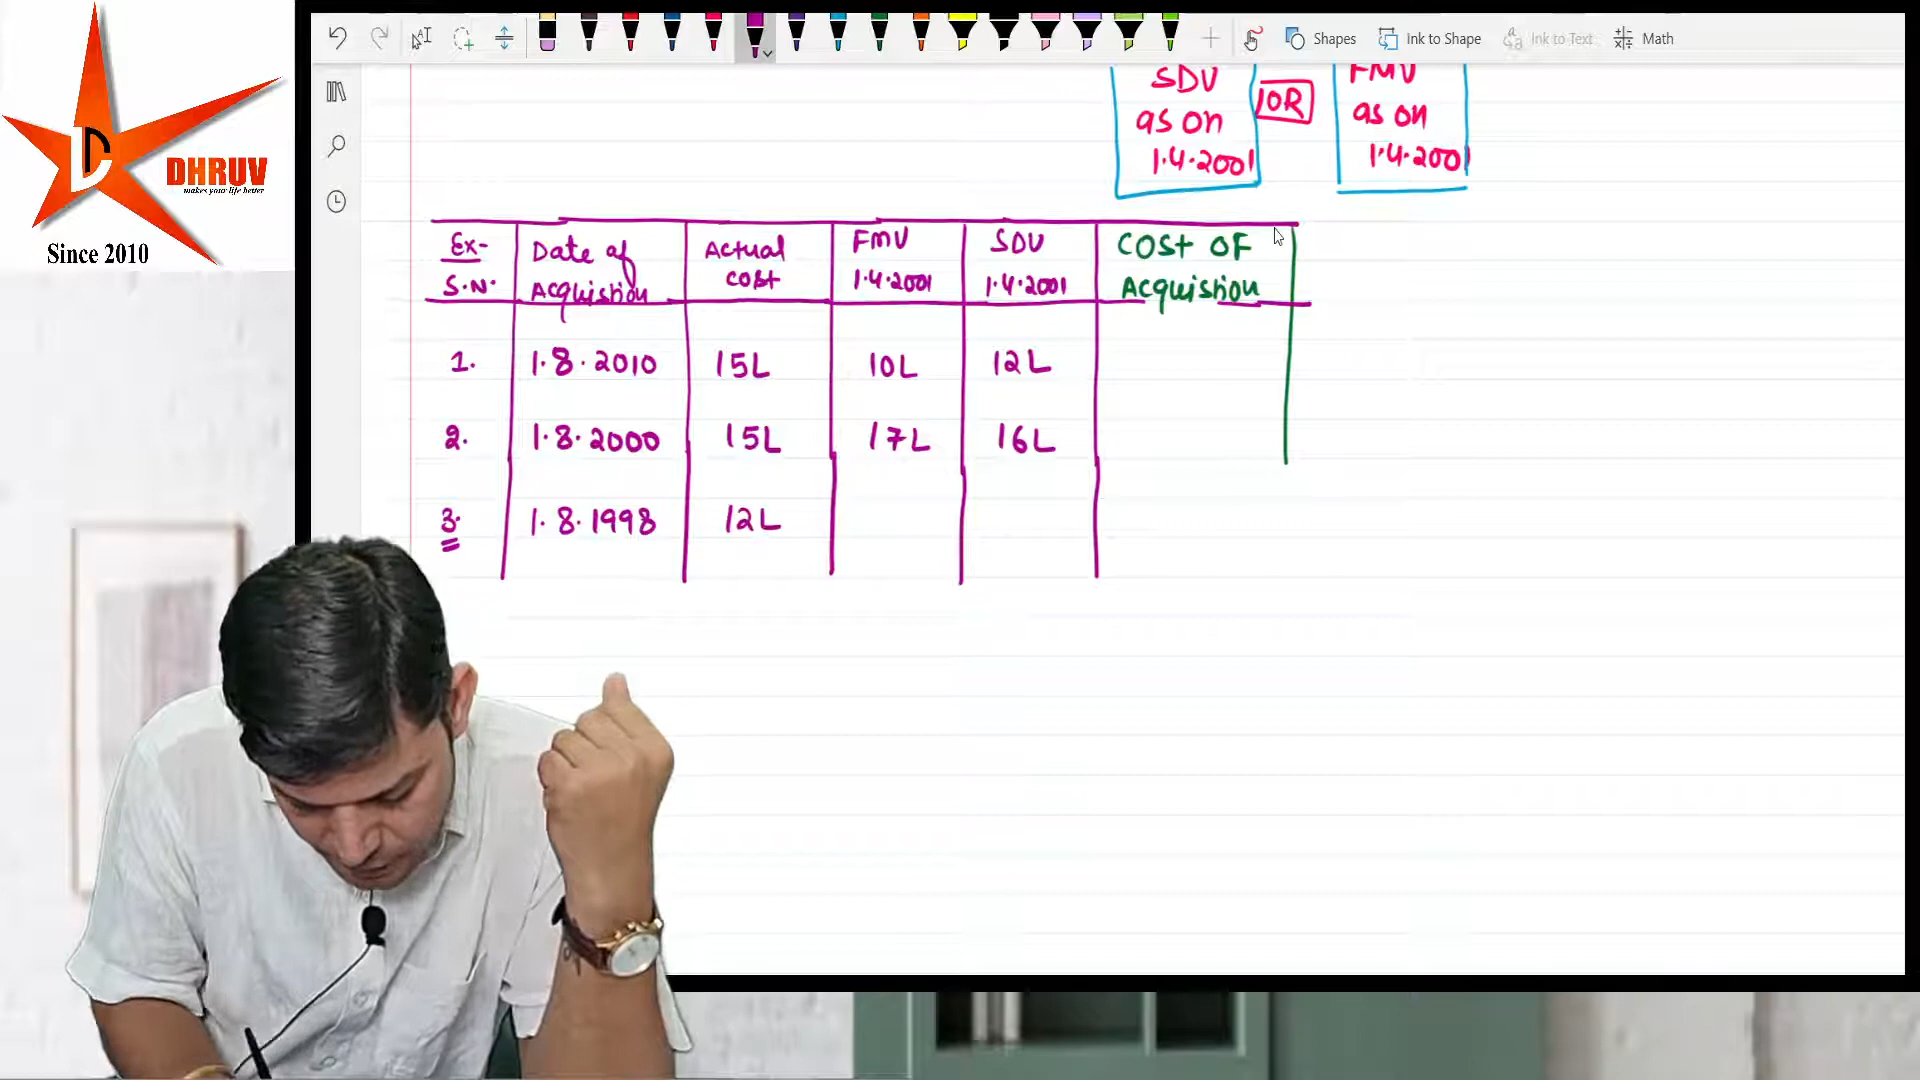 DHRUV
makes your life better
Since 2010
Shapes
Ink to Shape
Ink to Text
Math
SDV
as on
1.4.2001
OR
FMV
as on
1.4.2001
Ex-
S.N.
Date of
Acquistion
Actual
cost
FMV
1.4.2001
SDV
1.4.2001
COSt OF
Acquistion
1. 1.8.2010 15L 10L 12L
2. 1.8.2000 15L 17L 16L
3. 1.8.1998 12L